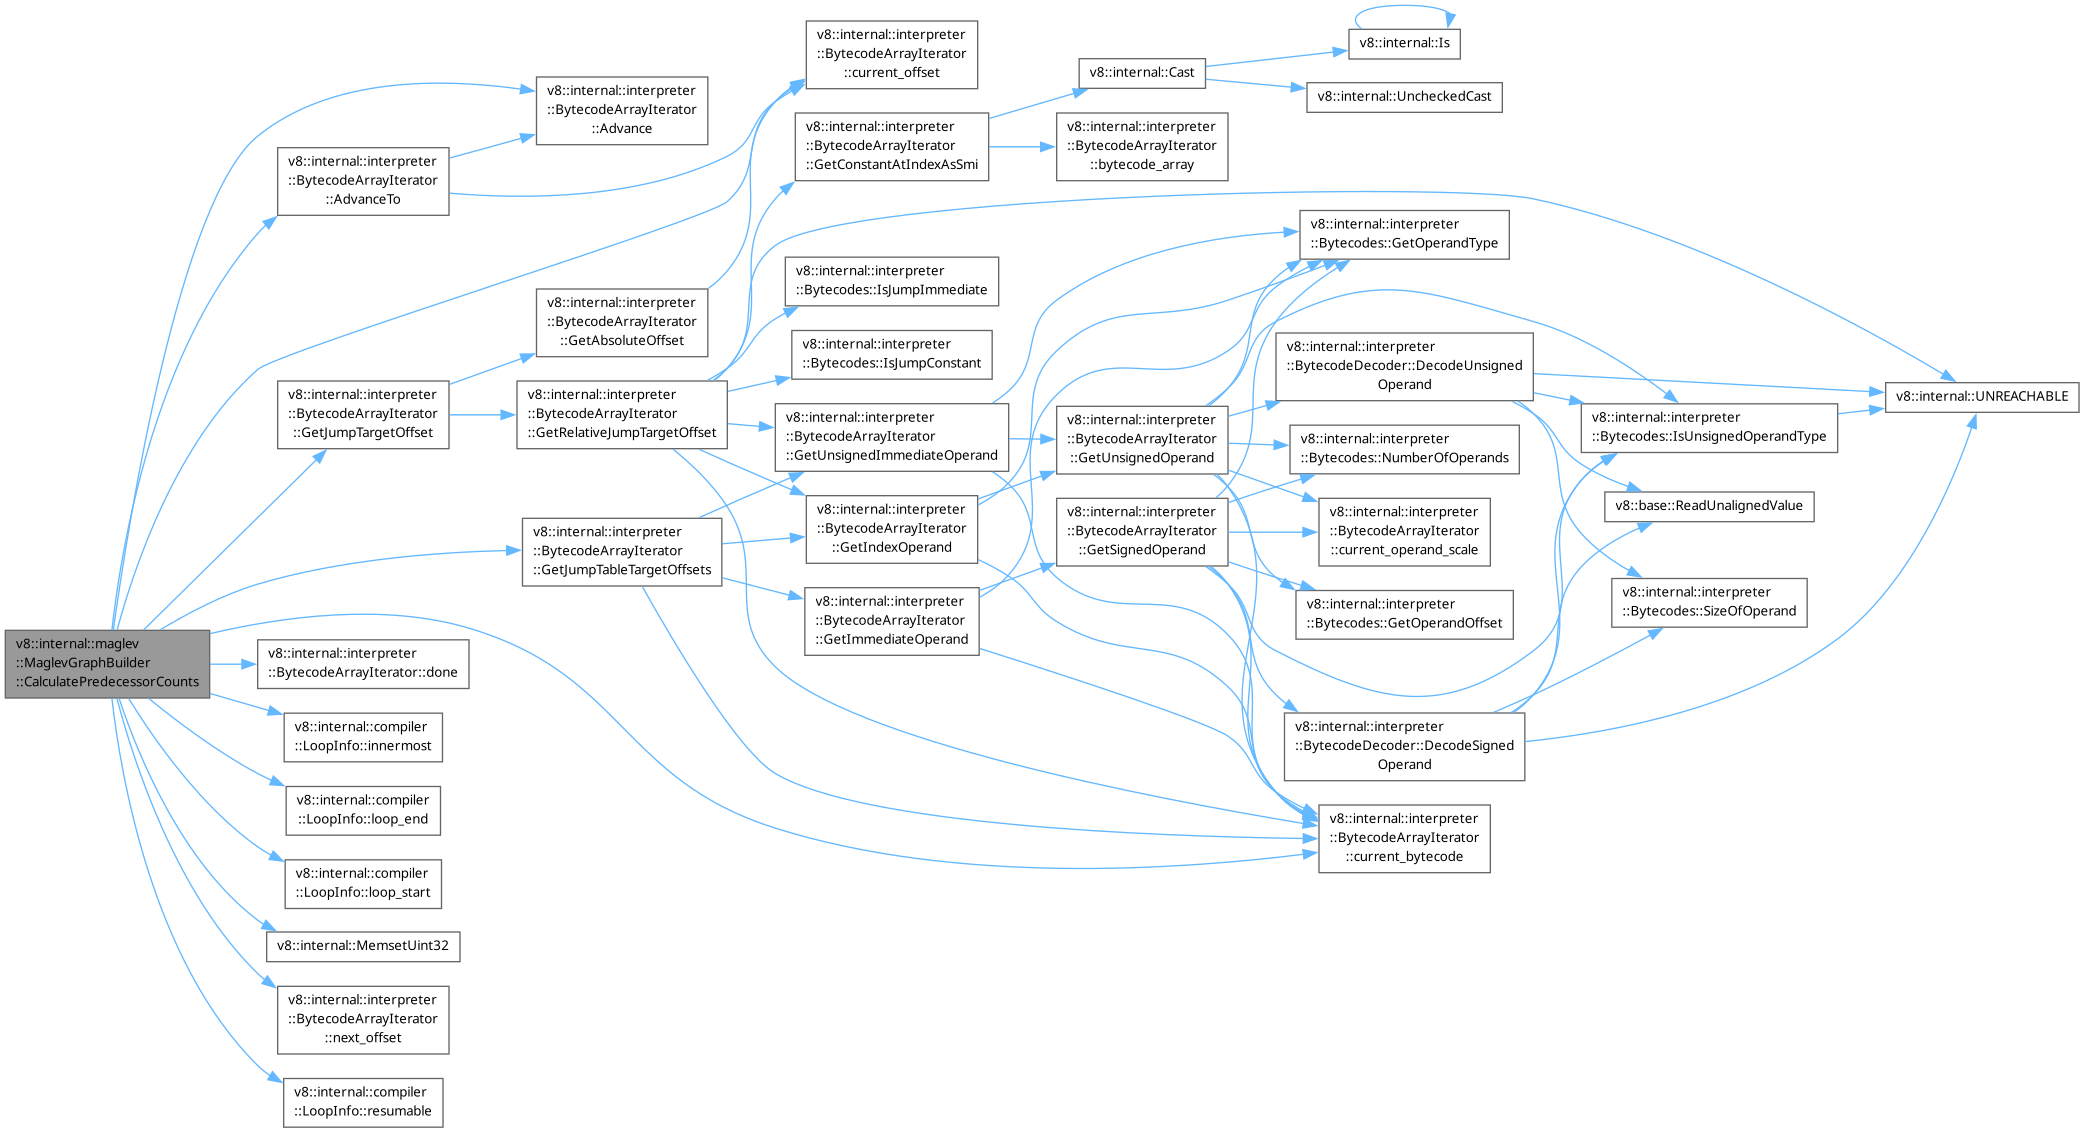 v8::internal::maglev
::MaglevGraphBuilder
::CalculatePredecessorCounts
v8::internal::interpreter
::BytecodeArrayIterator
::Advance
v8::internal::interpreter
::BytecodeArrayIterator
::AdvanceTo
v8::internal::interpreter
::BytecodeArrayIterator
::current_offset
v8::internal::interpreter
::BytecodeArrayIterator
::GetJumpTargetOffset
v8::internal::interpreter
::BytecodeArrayIterator
::GetAbsoluteOffset
v8::internal::interpreter
::BytecodeArrayIterator
::GetRelativeJumpTargetOffset
v8::internal::interpreter
::BytecodeArrayIterator
::GetConstantAtIndexAsSmi
v8::internal::Cast
v8::internal::Is
v8::internal::UncheckedCast
v8::internal::interpreter
::BytecodeArrayIterator
::bytecode_array
v8::internal::interpreter
::Bytecodes::IsJumpImmediate
v8::internal::interpreter
::Bytecodes::IsJumpConstant
v8::internal::interpreter
::BytecodeArrayIterator
::GetUnsignedImmediateOperand
v8::internal::interpreter
::BytecodeArrayIterator
::GetIndexOperand
v8::internal::interpreter
::BytecodeArrayIterator
::GetJumpTableTargetOffsets
v8::internal::interpreter
::BytecodeArrayIterator
::GetImmediateOperand
v8::internal::interpreter
::BytecodeArrayIterator
::GetUnsignedOperand
v8::internal::interpreter
::BytecodeArrayIterator
::GetSignedOperand
v8::internal::interpreter
::Bytecodes::GetOperandType
v8::internal::interpreter
::BytecodeDecoder::DecodeUnsigned
Operand
v8::internal::interpreter
::Bytecodes::NumberOfOperands
v8::internal::interpreter
::BytecodeArrayIterator
::current_operand_scale
v8::internal::interpreter
::Bytecodes::GetOperandOffset
v8::internal::interpreter
::BytecodeDecoder::DecodeSigned
Operand
v8::internal::interpreter
::BytecodeArrayIterator
::current_bytecode
v8::internal::interpreter
::Bytecodes::IsUnsignedOperandType
v8::base::ReadUnalignedValue
v8::internal::interpreter
::Bytecodes::SizeOfOperand
v8::internal::UNREACHABLE
v8::internal::interpreter
::BytecodeArrayIterator::done
v8::internal::compiler
::LoopInfo::innermost
v8::internal::compiler
::LoopInfo::loop_end
v8::internal::compiler
::LoopInfo::loop_start
v8::internal::MemsetUint32
v8::internal::interpreter
::BytecodeArrayIterator
::next_offset
v8::internal::compiler
::LoopInfo::resumable